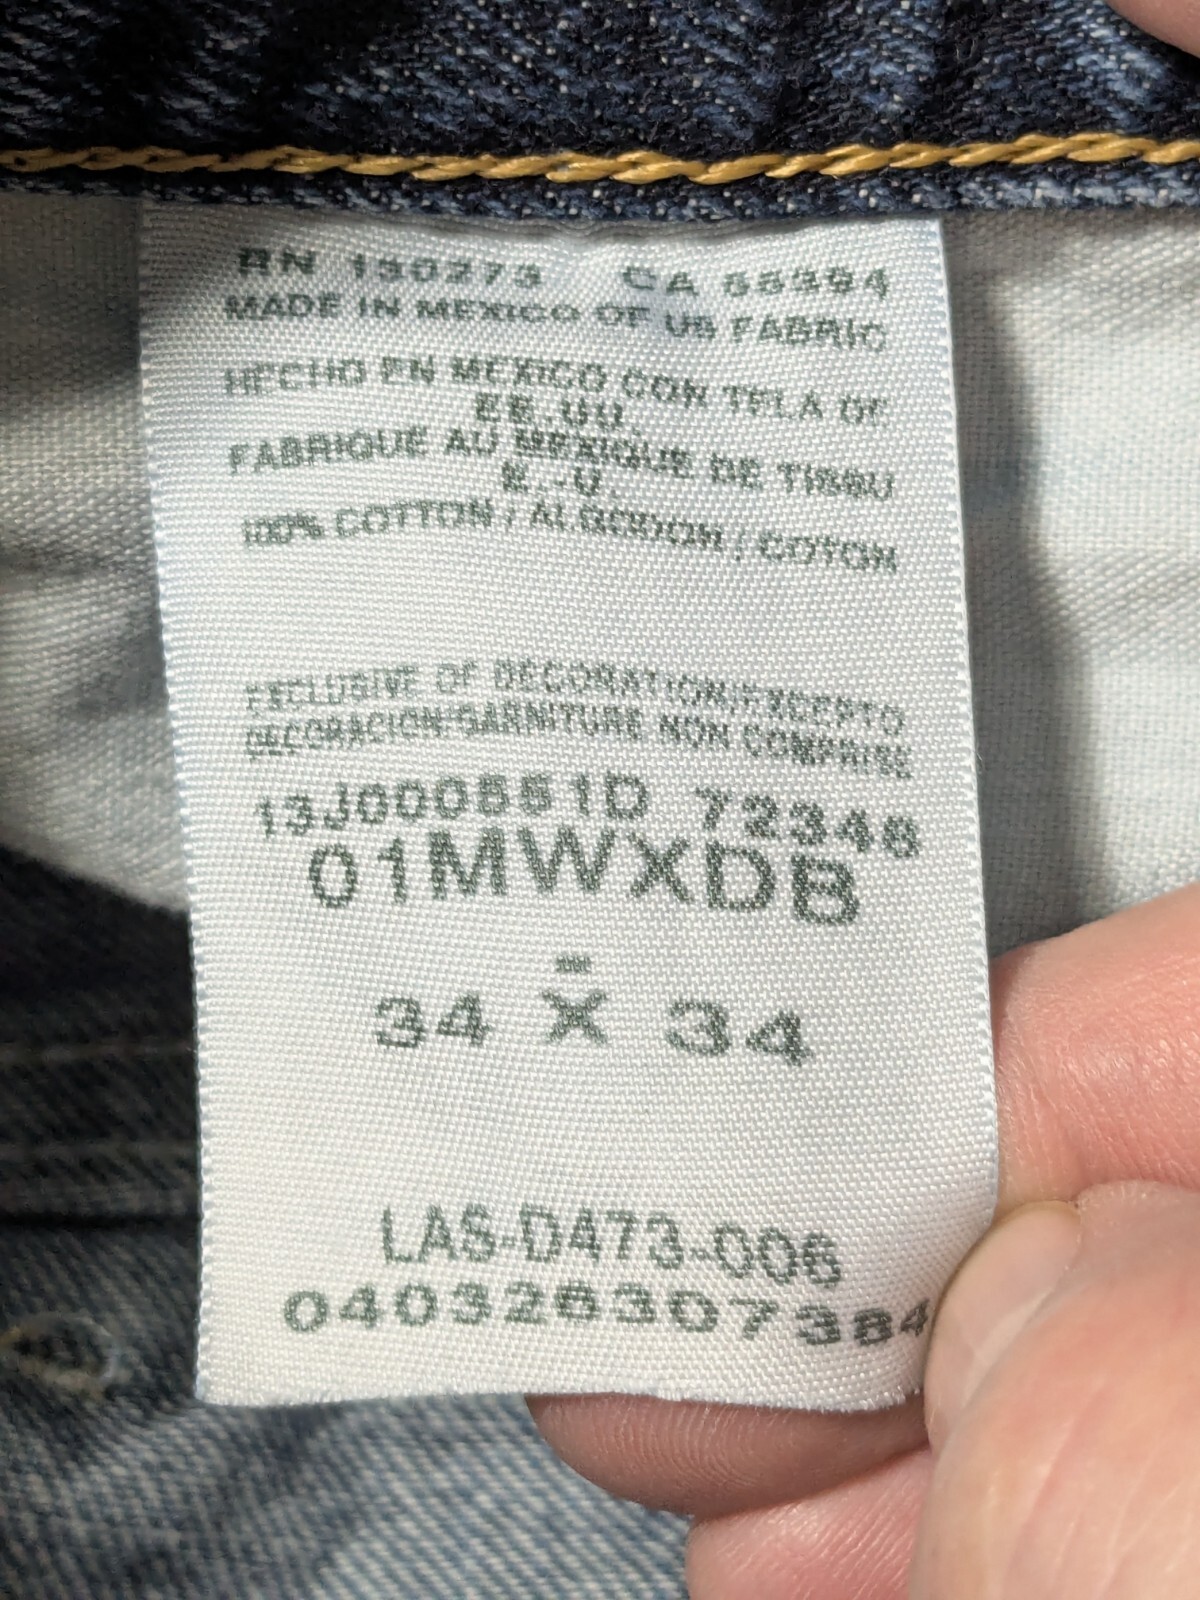 RN 130273 CA 55394
MADE IN MEXICO OF US FABRIC
HECHO EN MEXICO CON TELA DE
EE.UU.
FABRIQUE AU MEXIQUE DE TISSU
E.-U.
100% COTTON / ALGODON / COTON
EXCLUSIVE OF DECORATION/EXCEPTO
DECORACION/GARNITURE NON COMPRISE
13J000551D 72346
01MWXDB
-
34 X 34
LAS-D473-006
040326307384